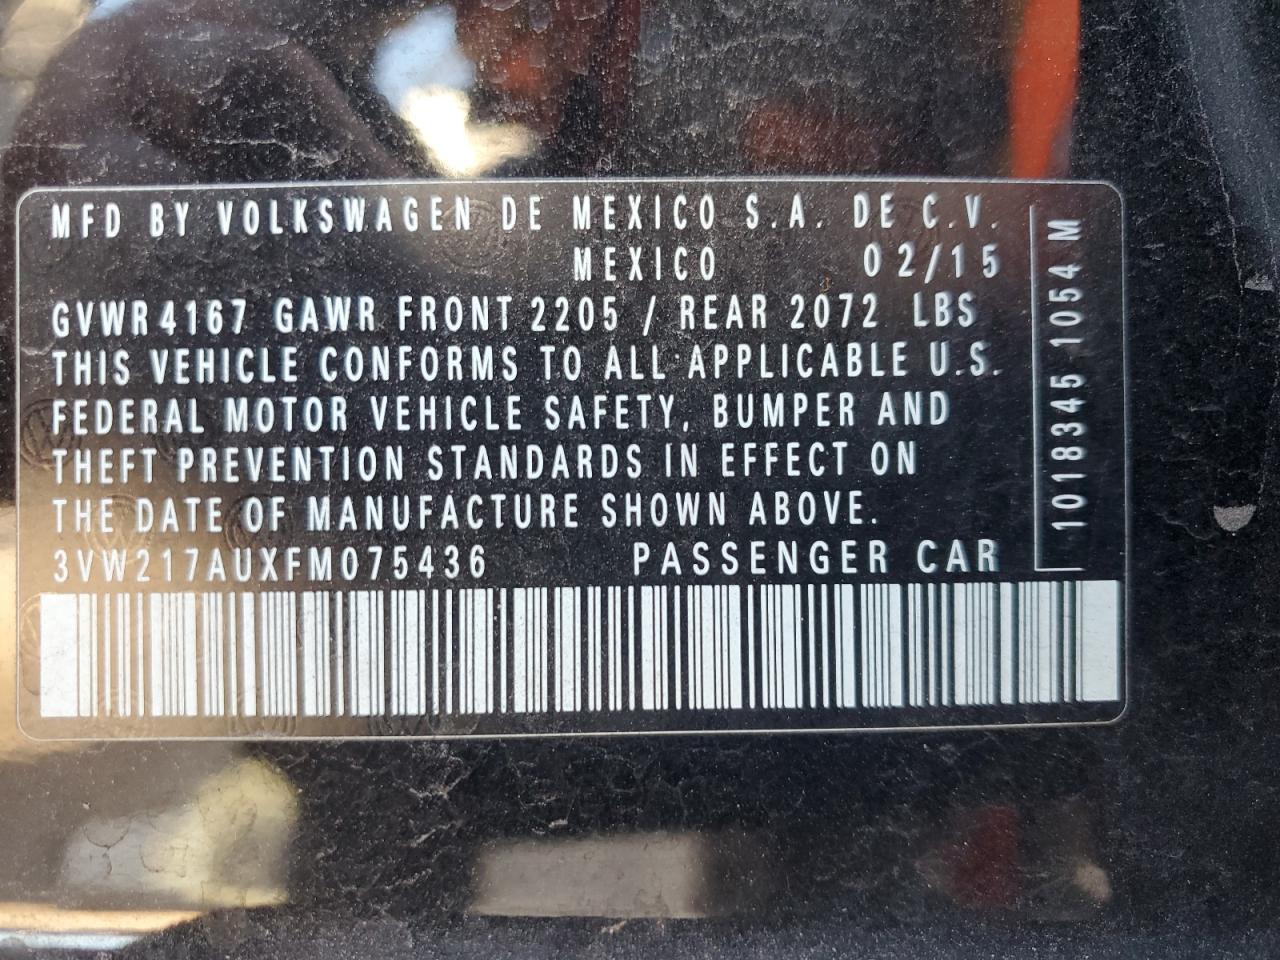 MFD BY VOLKSWAGEN DE MEXICO S.A. DE C.V.
MEXICO 02/15
GVWR 4167 GAWR FRONT 2205 / REAR 2072 LBS
THIS VEHICLE CONFORMS TO ALL APPLICABLE U.S.
FEDERAL MOTOR VEHICLE SAFETY, BUMPER AND
THEFT PREVENTION STANDARDS IN EFFECT ON
THE DATE OF MANUFACTURE SHOWN ABOVE.
3VW217AUXFM075436 PASSENGER CAR
1018345 1054 M